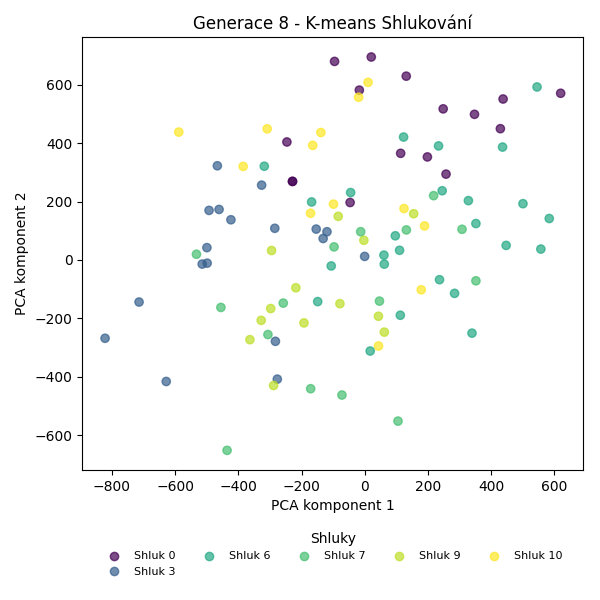 Generace 8 - K-means Shlukování
PCA komponent 2
600
400
200
0
−200
−400
−600
−800
−600
−400
−200
0
200
400
600
PCA komponent 1
Shluky
Shluk 0
Shluk 3
Shluk 6
Shluk 7
Shluk 9
Shluk 10